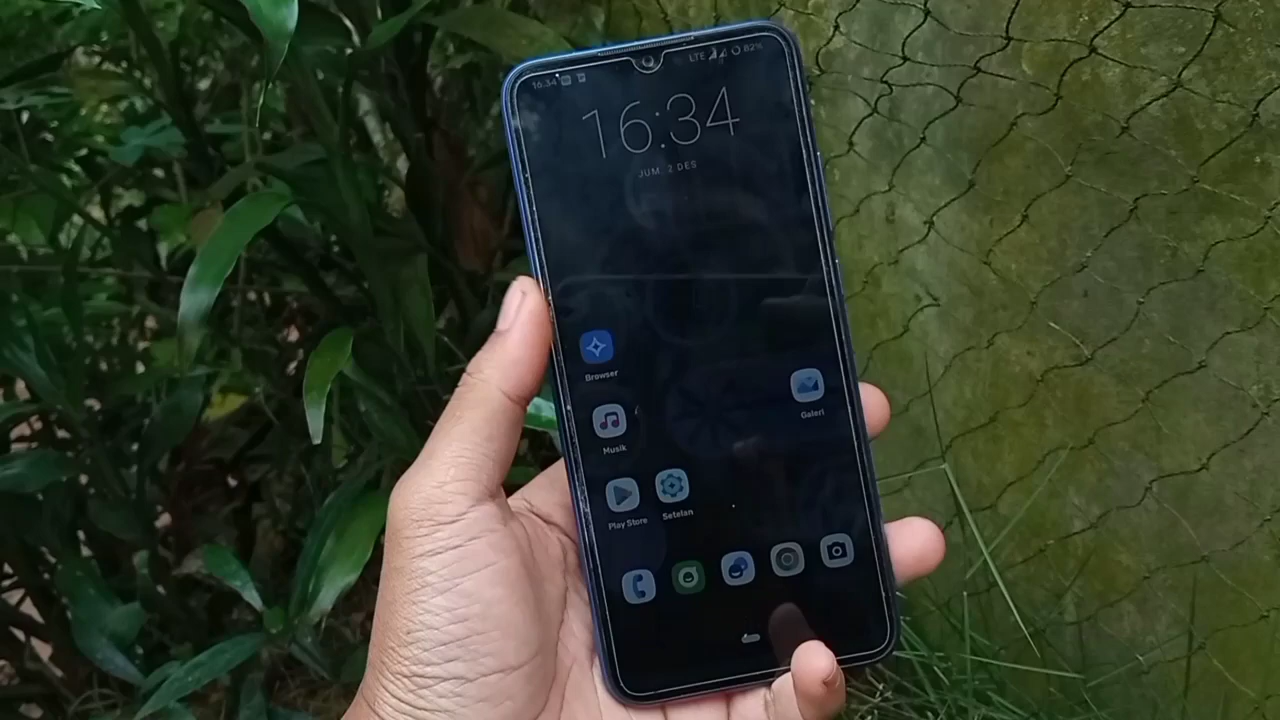 16.34
LTE 82%
16:34
JUM, 2 DES
Browser
Galeri
Musik
Play Store
Setelan